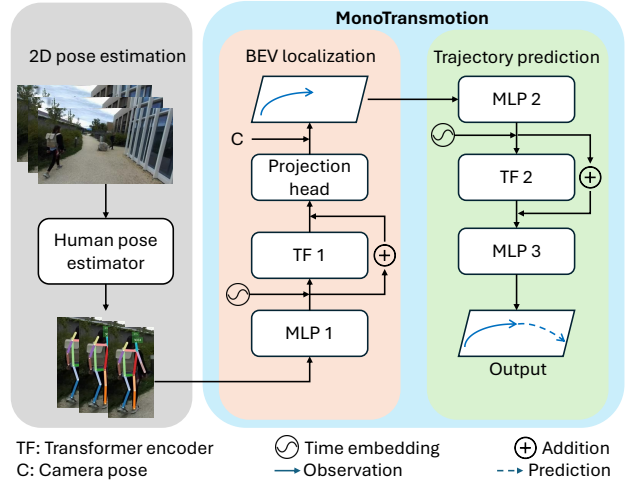 MonoTransmotion
2D pose estimation
Human pose
estimator
BEV localization
C
Projection
head
TF 1
MLP 1
Trajectory prediction
MLP 2
TF 2
MLP 3
Output
TF: Transformer encoder
Time embedding
Addition
C: Camera pose
Observation
Prediction